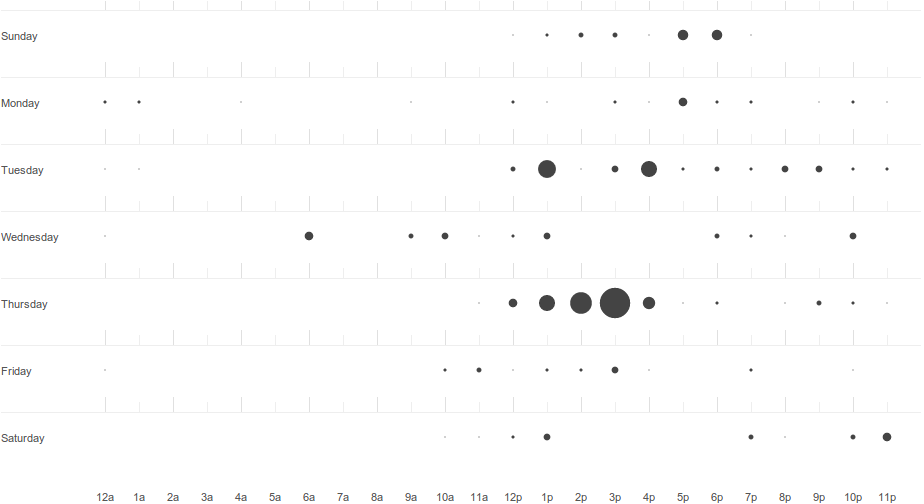 Sunday
Monday
Tuesday
Wednesday
Thursday
Friday
Saturday
12a 1a 2a 3a 4a 5a 6a 7a 8a 9a 10a 11a 12p 1p 2p 3p 4p 5p 6p 7p 8p 9p 10p 11p